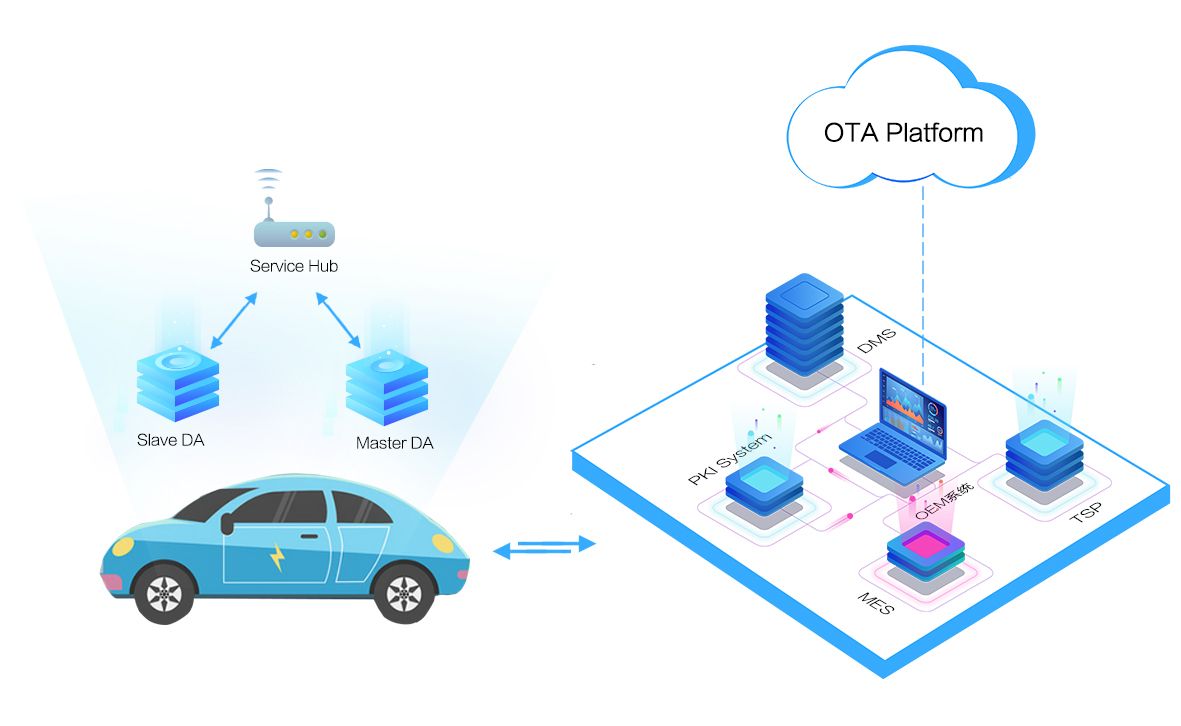 OTA Platform
Service Hub
Slave DA
Master DA
DMS
PKI System
OEM系统
TSP
MES